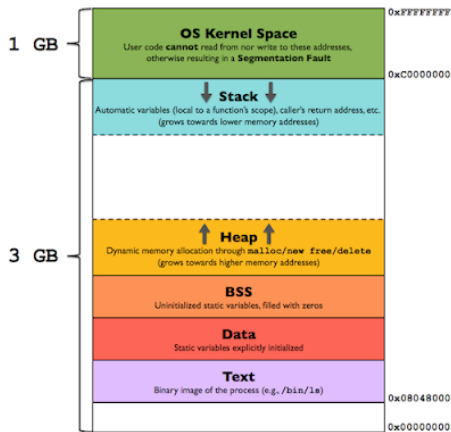 0xFFFFFFFF
1 GB
OS Kernel Space
User code cannot read from nor write to these addresses,
otherwise resulting in a Segmentation Fault
0xC0000000
Stack
Automatic variables (local to a function's scope), caller's return address, etc.
(grows towards lower memory addresses)
3 GB
Heap
Dynamic memory allocation through malloc/new free/delete
(grows towards higher memory addresses)
BSS
Uninitialized static variables, filled with zeros
Data
Static variables explicitly initialized
Text
Binary image of the process (e.g., /bin/ls)
0x08048000
0x00000000